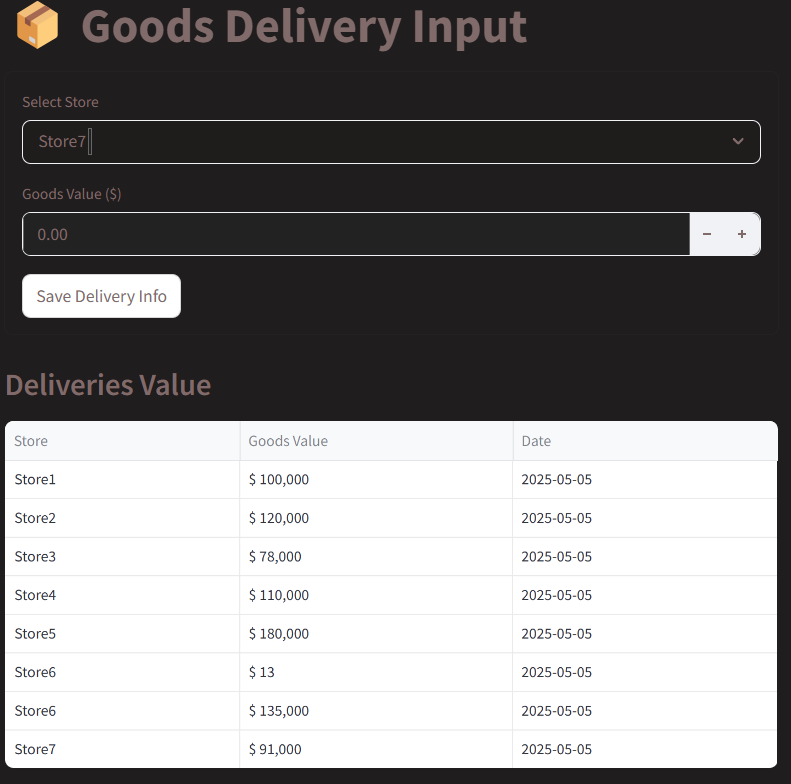 Goods Delivery Input
Select Store
Store7
Goods Value ($)
0.00 − +
Save Delivery Info
Deliveries Value
Store Goods Value Date
Store1 $ 100,000 2025-05-05
Store2 $ 120,000 2025-05-05
Store3 $ 78,000 2025-05-05
Store4 $ 110,000 2025-05-05
Store5 $ 180,000 2025-05-05
Store6 $ 13 2025-05-05
Store6 $ 135,000 2025-05-05
Store7 $ 91,000 2025-05-05